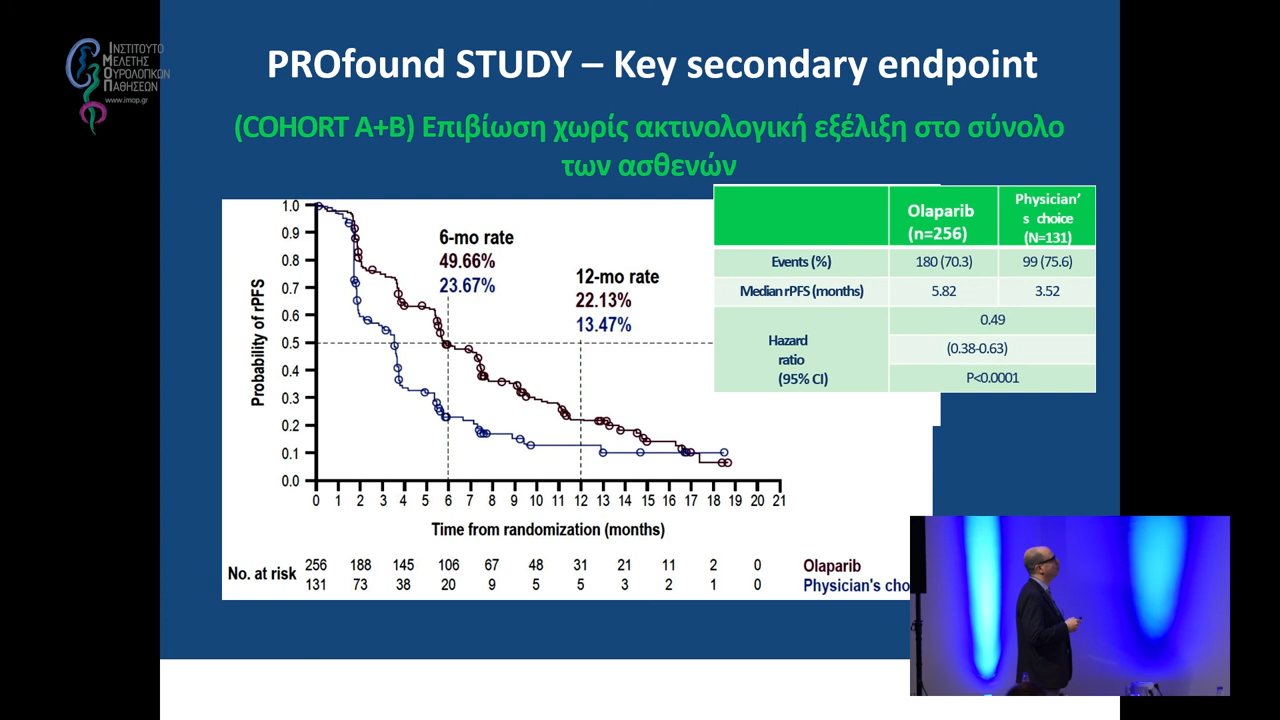 ΙΝΣΤΙΤΟΥΤΟ
ΜΕΛΕΤΗΣ
ΟΥΡΟΛΟΓΙΚΩΝ
ΠΑΘΗΣΕΩΝ
www.imop.gr
PROfound STUDY – Key secondary endpoint
(COHORT A+B) Επιβίωση χωρίς ακτινολογική εξέλιξη στο σύνολο
των ασθενών
Olaparib
(n=256)
Physician’
s choice
(N=131)
Events (%) 180 (70.3) 99 (75.6)
Median rPFS (months) 5.82 3.52
Hazard
ratio
(95% CI)
0.49
(0.38-0.63)
P<0.0001
6-mo rate
49.66%
23.67%
12-mo rate
22.13%
13.47%
Probability of rPFS
1.0
0.9
0.8
0.7
0.6
0.5
0.4
0.3
0.2
0.1
0.0
0 1 2 3 4 5 6 7 8 9 10 11 12 13 14 15 16 17 18 19 20 21
Time from randomization (months)
No. at risk
256 188 145 106 67 48 31 21 11 2 0 Olaparib
131 73 38 20 9 5 5 3 2 1 0 Physician's cho